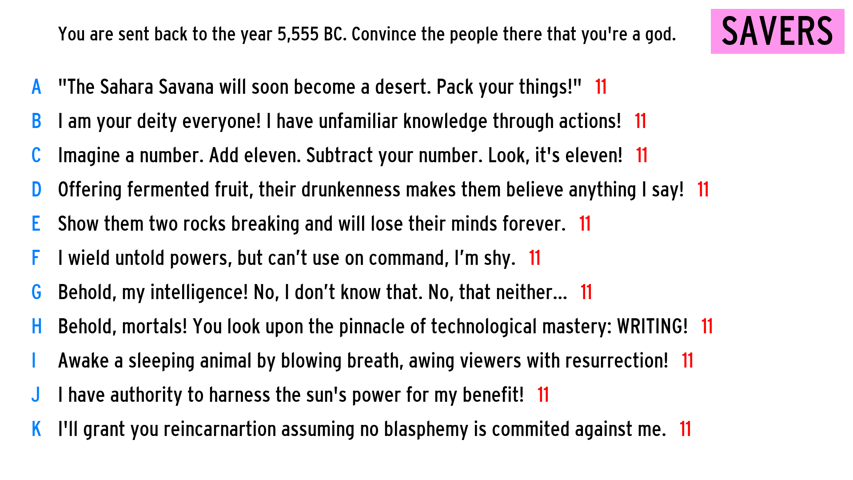 You are sent back to the year 5,555 BC. Convince the people there that you're a god.
SAVERS
A "The Sahara Savana will soon become a desert. Pack your things!" 11
B I am your deity everyone! I have unfamiliar knowledge through actions! 11
C Imagine a number. Add eleven. Subtract your number. Look, it's eleven! 11
D Offering fermented fruit, their drunkenness makes them believe anything I say! 11
E Show them two rocks breaking and will lose their minds forever. 11
F I wield untold powers, but can’t use on command, I’m shy. 11
G Behold, my intelligence! No, I don’t know that. No, that neither... 11
H Behold, mortals! You look upon the pinnacle of technological mastery: WRITING! 11
I Awake a sleeping animal by blowing breath, awing viewers with resurrection! 11
J I have authority to harness the sun's power for my benefit! 11
K I'll grant you reincarnartion assuming no blasphemy is commited against me. 11